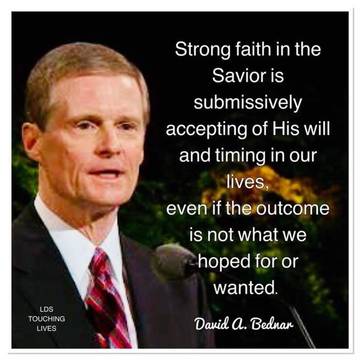 Strong faith in the
Savior is
submissively
accepting of His will
and timing in our
lives,
even if the outcome
is not what we
hoped for or
wanted.
David A. Bednar
LDS
TOUCHING
LIVES